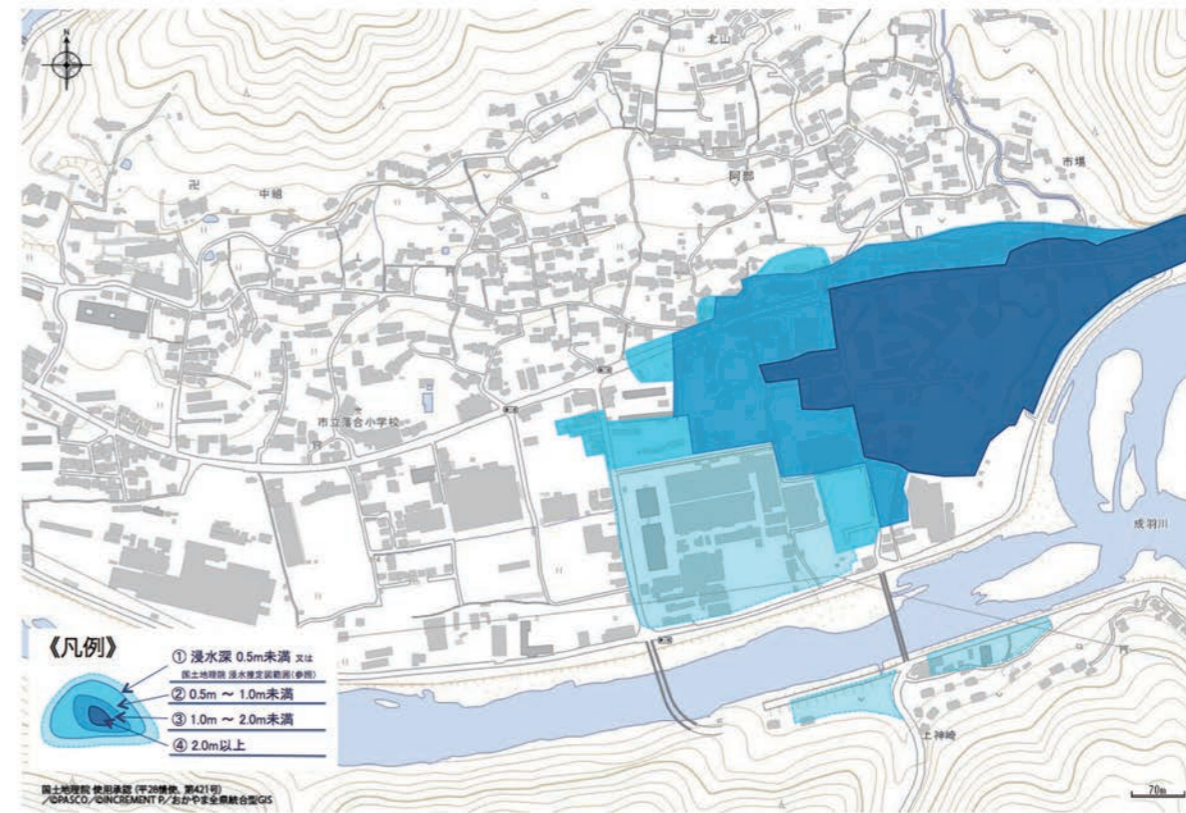 N
北山
阿部
市場
中組
市立落合小学校
成羽川
上神崎
《凡例》
① 浸水深 0.5m未満 又は
国土地理院 浸水推定図範囲(参照)
② 0.5m ～ 1.0m未満
③ 1.0m ～ 2.0m未満
④ 2.0m以上
国土地理院 使用承認 (平28情使、第421号)
／©PASCO／©INCREMENT P／おかやま全県統合型GIS
70m